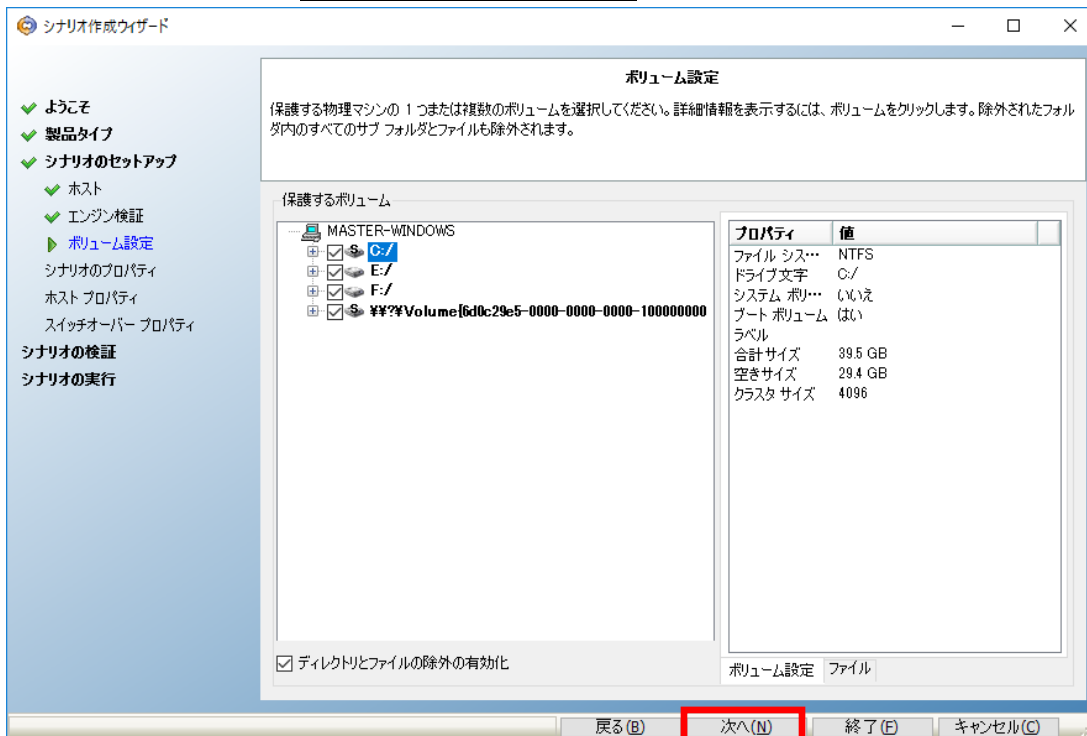 シナリオ作成ウィザード
ようこそ
製品タイプ
シナリオのセットアップ
ホスト
エンジン検証
ボリューム設定
シナリオのプロパティ
ホスト プロパティ
スイッチオーバー プロパティ
シナリオの検証
シナリオの実行
ボリューム設定
保護する物理マシンの 1 つまたは複数のボリュームを選択してください。詳細情報を表示するには、ボリュームをクリックします。除外されたフォル
ダ内のすべてのサブ フォルダとファイルも除外されます。
保護するボリューム
MASTER-WINDOWS
C:/
E:/
F:/
¥¥?¥Volume{6d0c29e5-0000-0000-0000-100000000
ディレクトリとファイルの除外の有効化
プロパティ 値
ファイル シス… NTFS
ドライブ文字 C:/
システム ボリ… いいえ
ブート ボリューム はい
ラベル
合計サイズ 39.5 GB
空きサイズ 29.4 GB
クラスタ サイズ 4096
ボリューム設定 ファイル
戻る(B) 次へ(N) 終了(F) キャンセル(C)